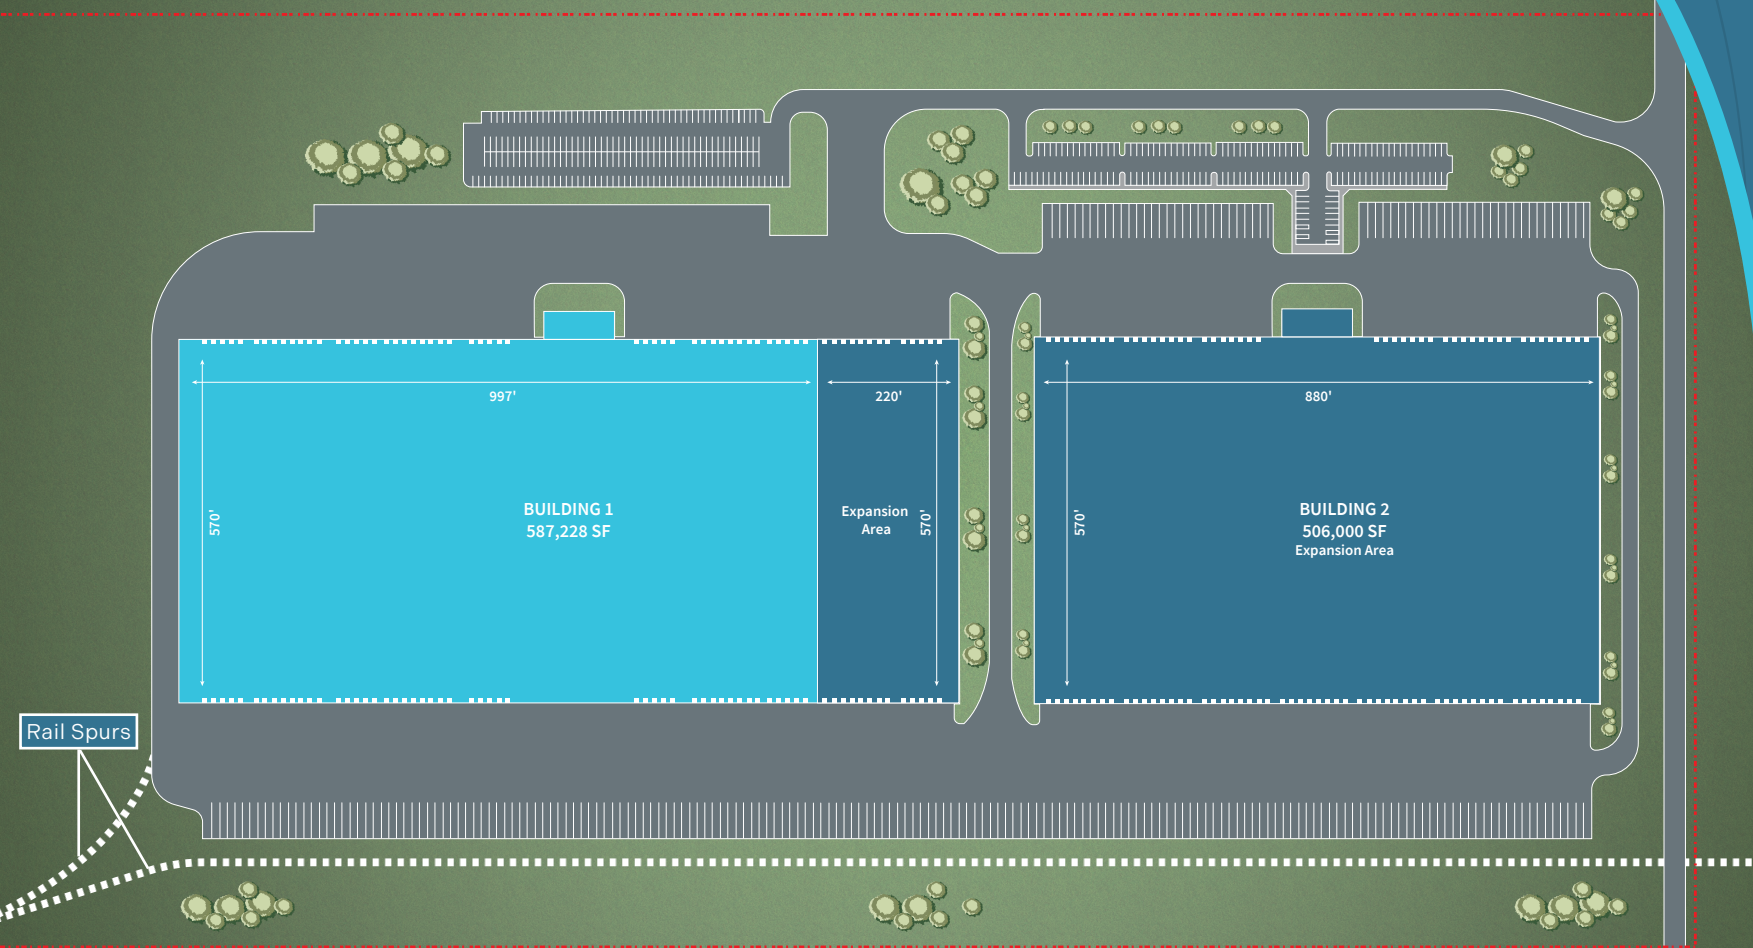 997'
220'
880'
570'
BUILDING 1
587,228 SF
Expansion
Area
570'
570'
BUILDING 2
506,000 SF
Expansion Area
Rail Spurs